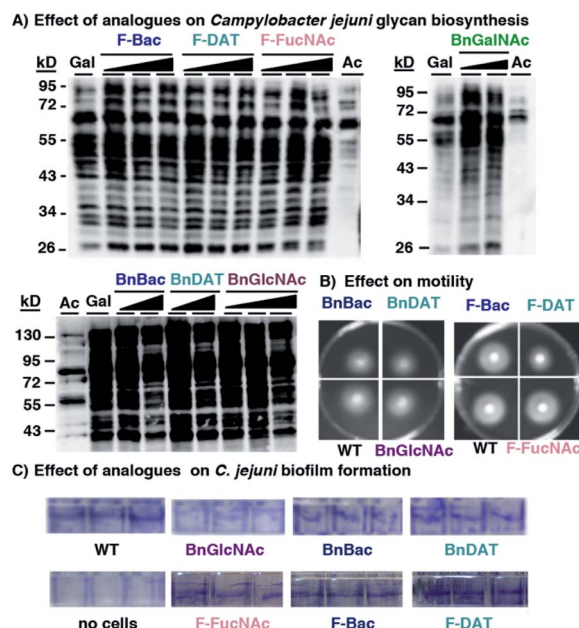 A) Effect of analogues on Campylobacter jejuni glycan biosynthesis
F-Bac F-DAT F-FucNAc
kD Gal Ac
95
72
55
43
34
26
BnGalNAc
kD Gal Ac
95
72
55
43
34
26
BnBac BnDAT BnGlcNAc
kD Ac Gal
130
95
72
55
43
B) Effect on motility
BnBac BnDAT F-Bac F-DAT
WT BnGlcNAc WT F-FucNAc
C) Effect of analogues on C. jejuni biofilm formation
WT BnGlcNAc BnBac BnDAT
no cells F-FucNAc F-Bac F-DAT